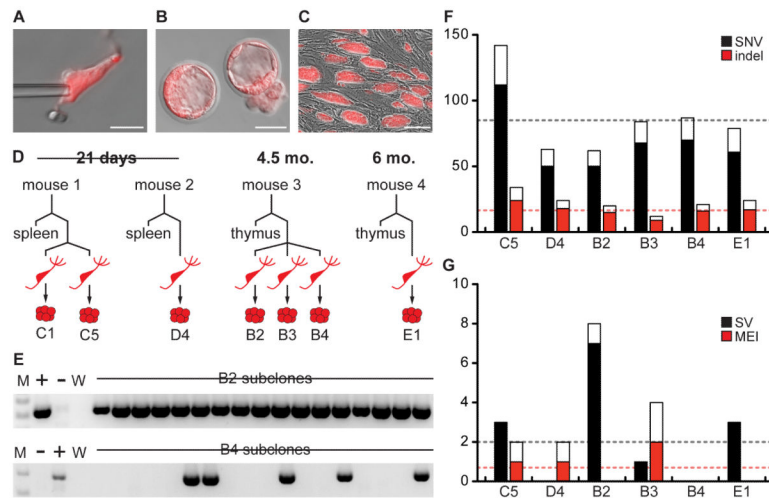 A B C
D 21 days 4.5 mo. 6 mo.
mouse 1 mouse 2 mouse 3 mouse 4
spleen spleen thymus thymus
C1 C5 D4 B2 B3 B4 E1
E
M + − W B2 subclones
M − + W B4 subclones
F
SNV
indel
150
100
50
0
C5 D4 B2 B3 B4 E1
G
SV
MEI
8
6
4
2
0
C5 D4 B2 B3 B4 E1